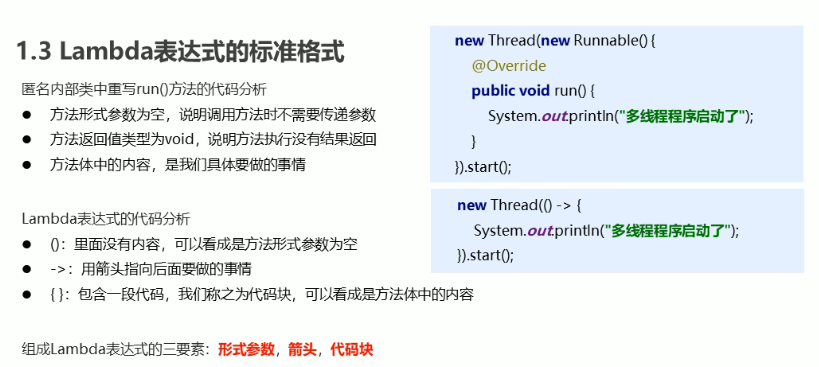 1.3 Lambda表达式的标准格式
匿名内部类中重写run()方法的代码分析
● 方法形式参数为空，说明调用方法时不需要传递参数
● 方法返回值类型为void，说明方法执行没有结果返回
● 方法体中的内容，是我们具体要做的事情
Lambda表达式的代码分析
● ()：里面没有内容，可以看成是方法形式参数为空
● ->：用箭头指向后面要做的事情
● { }：包含一段代码，我们称之为代码块，可以看成是方法体中的内容
组成Lambda表达式的三要素：形式参数，箭头，代码块
new Thread(new Runnable() {
@Override
public void run() {
System.out.println("多线程程序启动了");
}
}).start();
new Thread(() -> {
System.out.println("多线程程序启动了");
}).start();